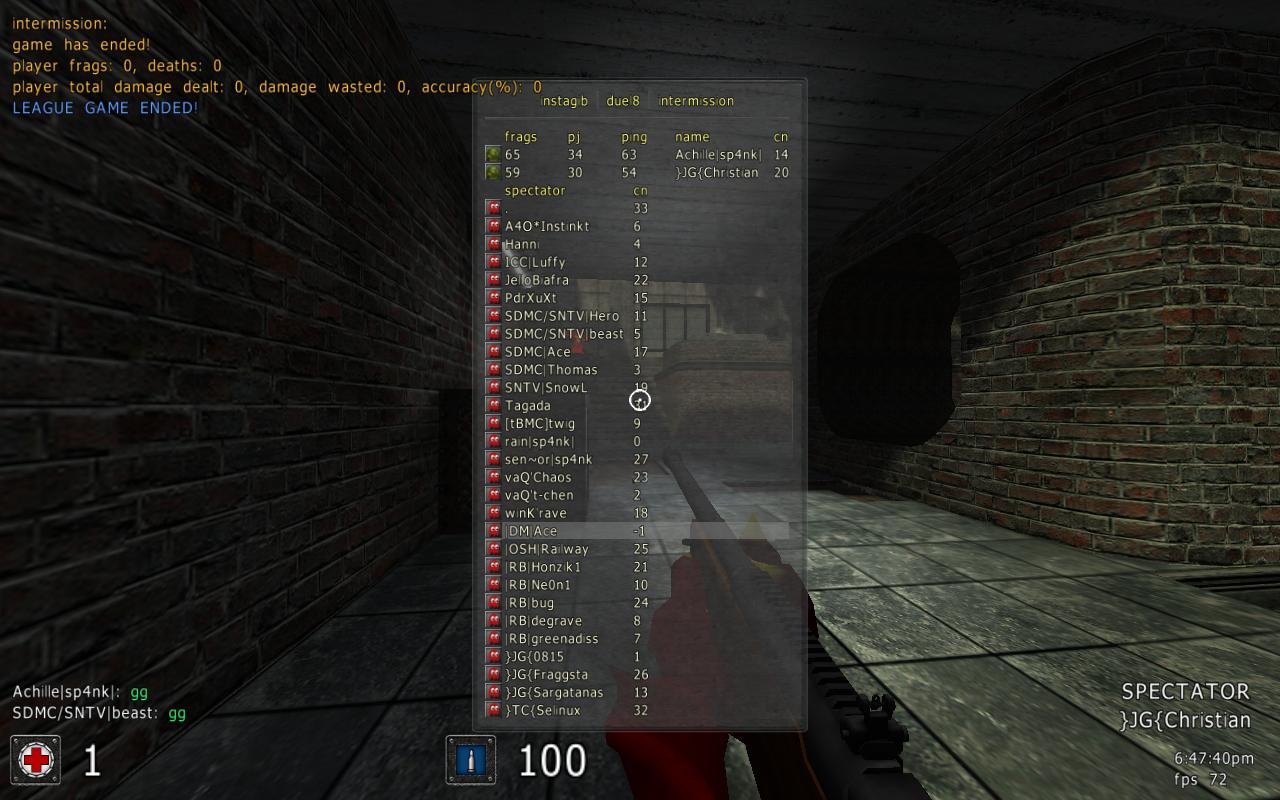 intermission:
game has ended!
player frags: 0, deaths: 0
player total damage dealt: 0, damage wasted: 0, accuracy(%): 0
LEAGUE GAME ENDED!
instagib duel8 intermission
frags pj ping name cn
65 34 63 Achille|sp4nk| 14
59 30 54 }JG{Christian 20
spectator cn
. 33
A4O*Instinkt 6
Hanni 4
ICC|Luffy 12
JelloBiafra 22
PdrXuXt 15
SDMC/SNTV|Hero 11
SDMC/SNTV|beast 5
SDMC|Ace 17
SDMC|Thomas 3
SNTV|SnowL 19
Tagada
[tBMC]twig 9
rain|sp4nk| 0
sen~or|sp4nk 27
vaQ'Chaos 23
vaQ't-chen 2
winK'rave 18
|DM|Ace -1
|OSH|Railway 25
|RB|Honzik1 21
|RB|Ne0n1 10
|RB|bug 24
|RB|degrave 8
|RB|greenadiss 7
}JG{0815 1
}JG{Fraggsta 26
}JG{Sargatanas 13
}TC{Selinux 32
Achille|sp4nk|: gg
SDMC/SNTV|beast: gg
1
100
SPECTATOR
}JG{Christian
6:47:40pm
fps 72